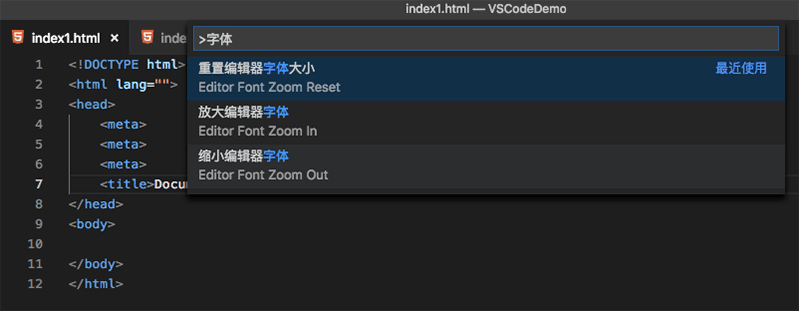 index1.html — VSCodeDemo
index1.html ×
>字体
重置编辑器字体大小 最近使用
Editor Font Zoom Reset
放大编辑器字体
Editor Font Zoom In
缩小编辑器字体
Editor Font Zoom Out
1 <!DOCTYPE html>
2 <html lang="">
3 <head>
4 <meta>
5 <meta>
6 <meta>
7 <title>
8 </head>
9 <body>
10
11 </body>
12 </html>